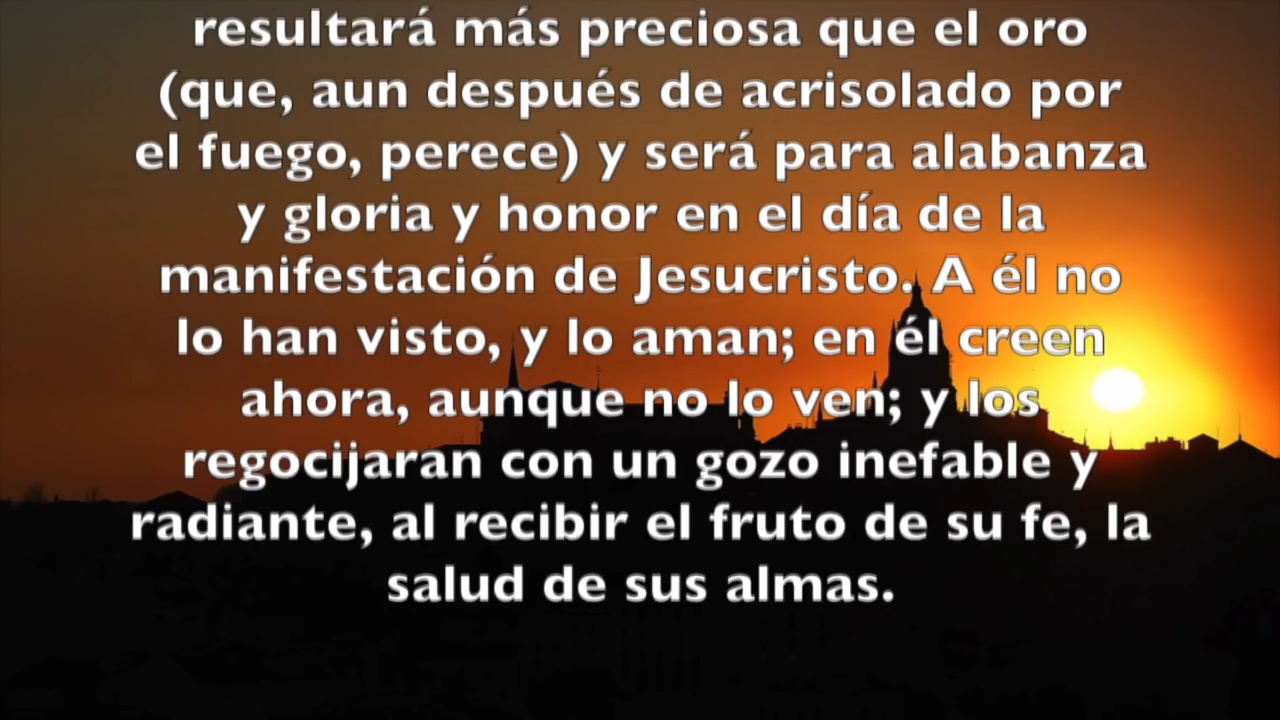 resultará más preciosa que el oro
(que, aun después de acrisolado por
el fuego, perece) y será para alabanza
y gloria y honor en el día de la
manifestación de Jesucristo. A él no
lo han visto, y lo aman; en él creen
ahora, aunque no lo ven; y los
regocijaran con un gozo inefable y
radiante, al recibir el fruto de su fe, la
salud de sus almas.